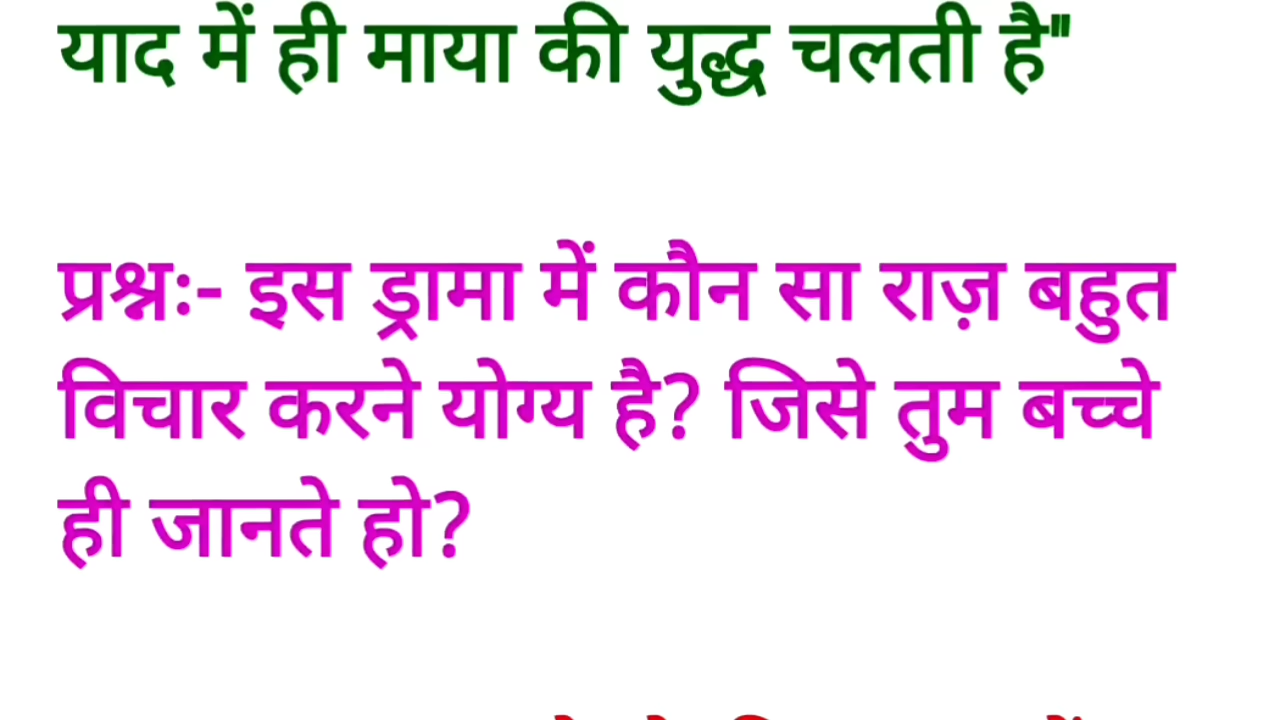 याद में ही माया की युद्ध चलती है"
प्रश्नः- इस ड्रामा में कौन सा राज़ बहुत
विचार करने योग्य है? जिसे तुम बच्चे
ही जानते हो?